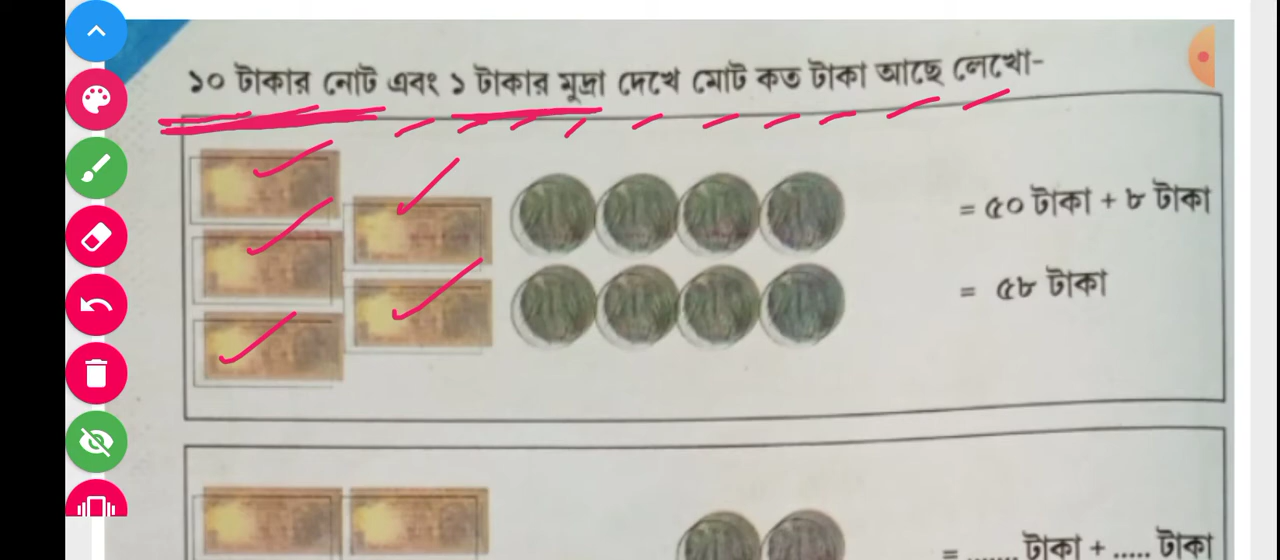 ১০ টাকার নোট এবং ১ টাকার মুদ্রা দেখে মোট কত টাকা আছে লেখো-
= ৫০ টাকা + ৮ টাকা
= ৫৮ টাকা
= ....... টাকা + ..... টাকা